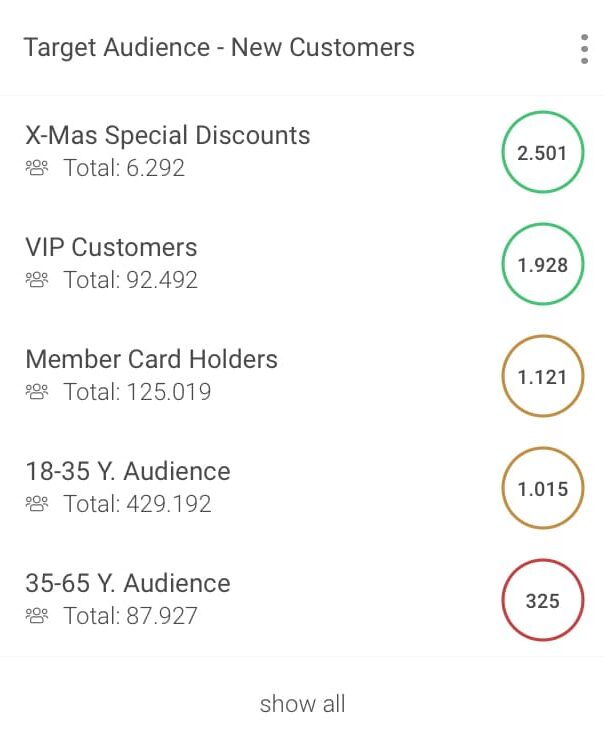 Target Audience - New Customers
X-Mas Special Discounts
Total: 6.292
2.501
VIP Customers
Total: 92.492
1.928
Member Card Holders
Total: 125.019
1.121
18-35 Y. Audience
Total: 429.192
1.015
35-65 Y. Audience
Total: 87.927
325
show all